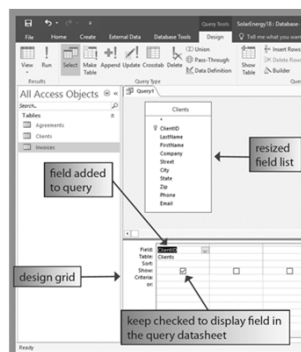 Query Tools
SolarEnergy18 : Databas
File
Home
Create
External Data
Database Tools
Design
Tell me what you want
View
Run
Select
Make Table
Append
Update
Crosstab
Delete
Union
Pass-Through
Data Definition
Show Table
Insert Rows
Delete Rows
Builder
Results
Query Type
All Access Objects
Search...
Tables
Agreements
Clients
Invoices
Query1
Clients
*
ClientID
LastName
FirstName
Company
Street
City
State
Zip
Phone
Email
resized
field list
field added
to query
design grid
Field: ClientID
Table: Clients
Sort:
Show:
Criteria:
or:
keep checked to display field in
the query datasheet
Ready